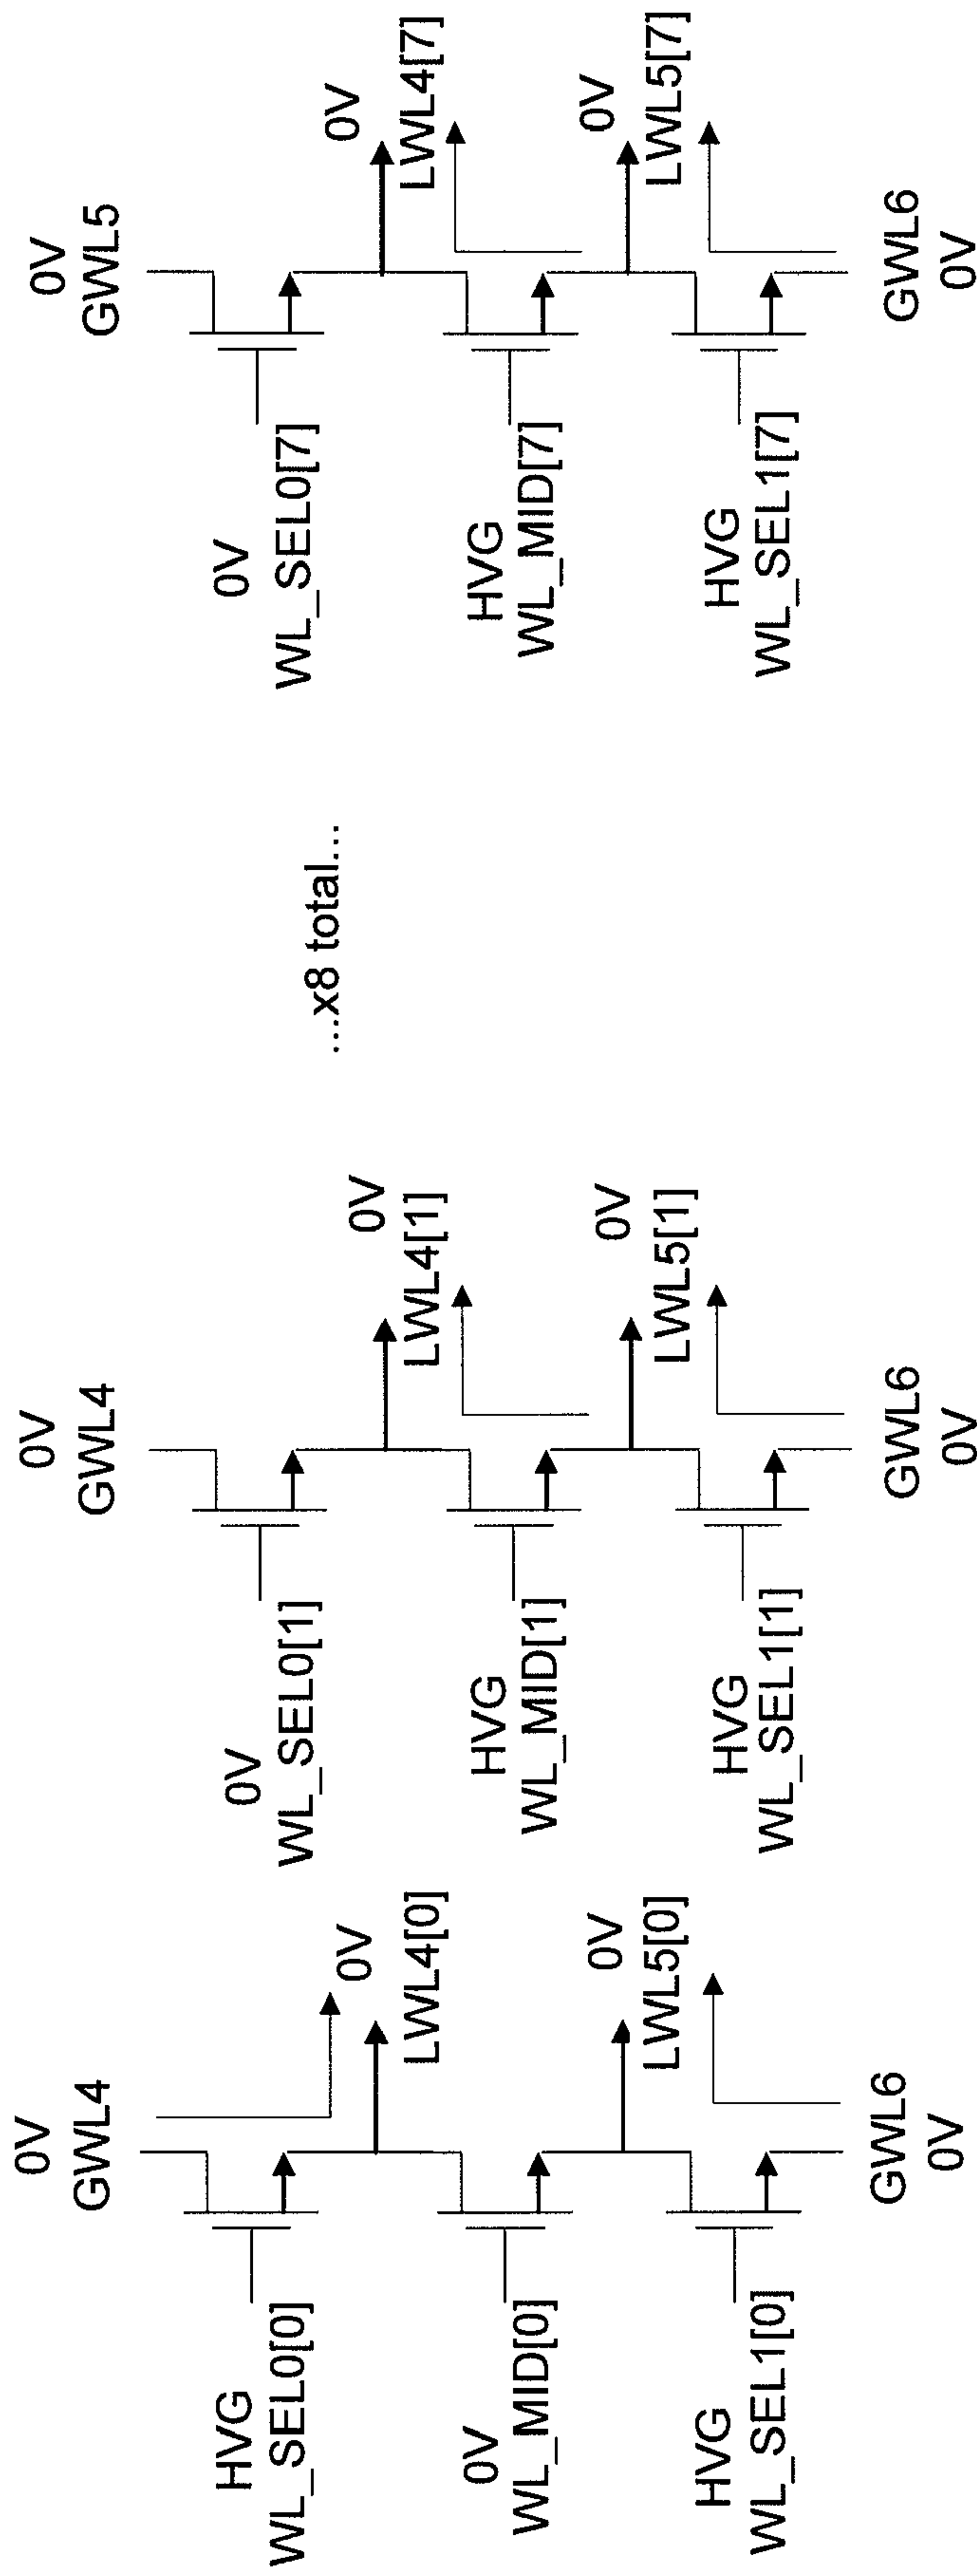 0V
GWL4
HVG
WL_SEL0[0]
0V
LWL4[0]
0V
WL_MID[0]
0V
LWL5[0]
HVG
WL_SEL1[0]
GWL6
0V
0V
GWL4
0V
WL_SEL0[1]
0V
LWL4[1]
HVG
WL_MID[1]
0V
LWL5[1]
HVG
WL_SEL1[1]
GWL6
0V
...x8 total...
0V
GWL5
0V
WL_SEL0[7]
0V
LWL4[7]
HVG
WL_MID[7]
0V
LWL5[7]
HVG
WL_SEL1[7]
GWL6
0V